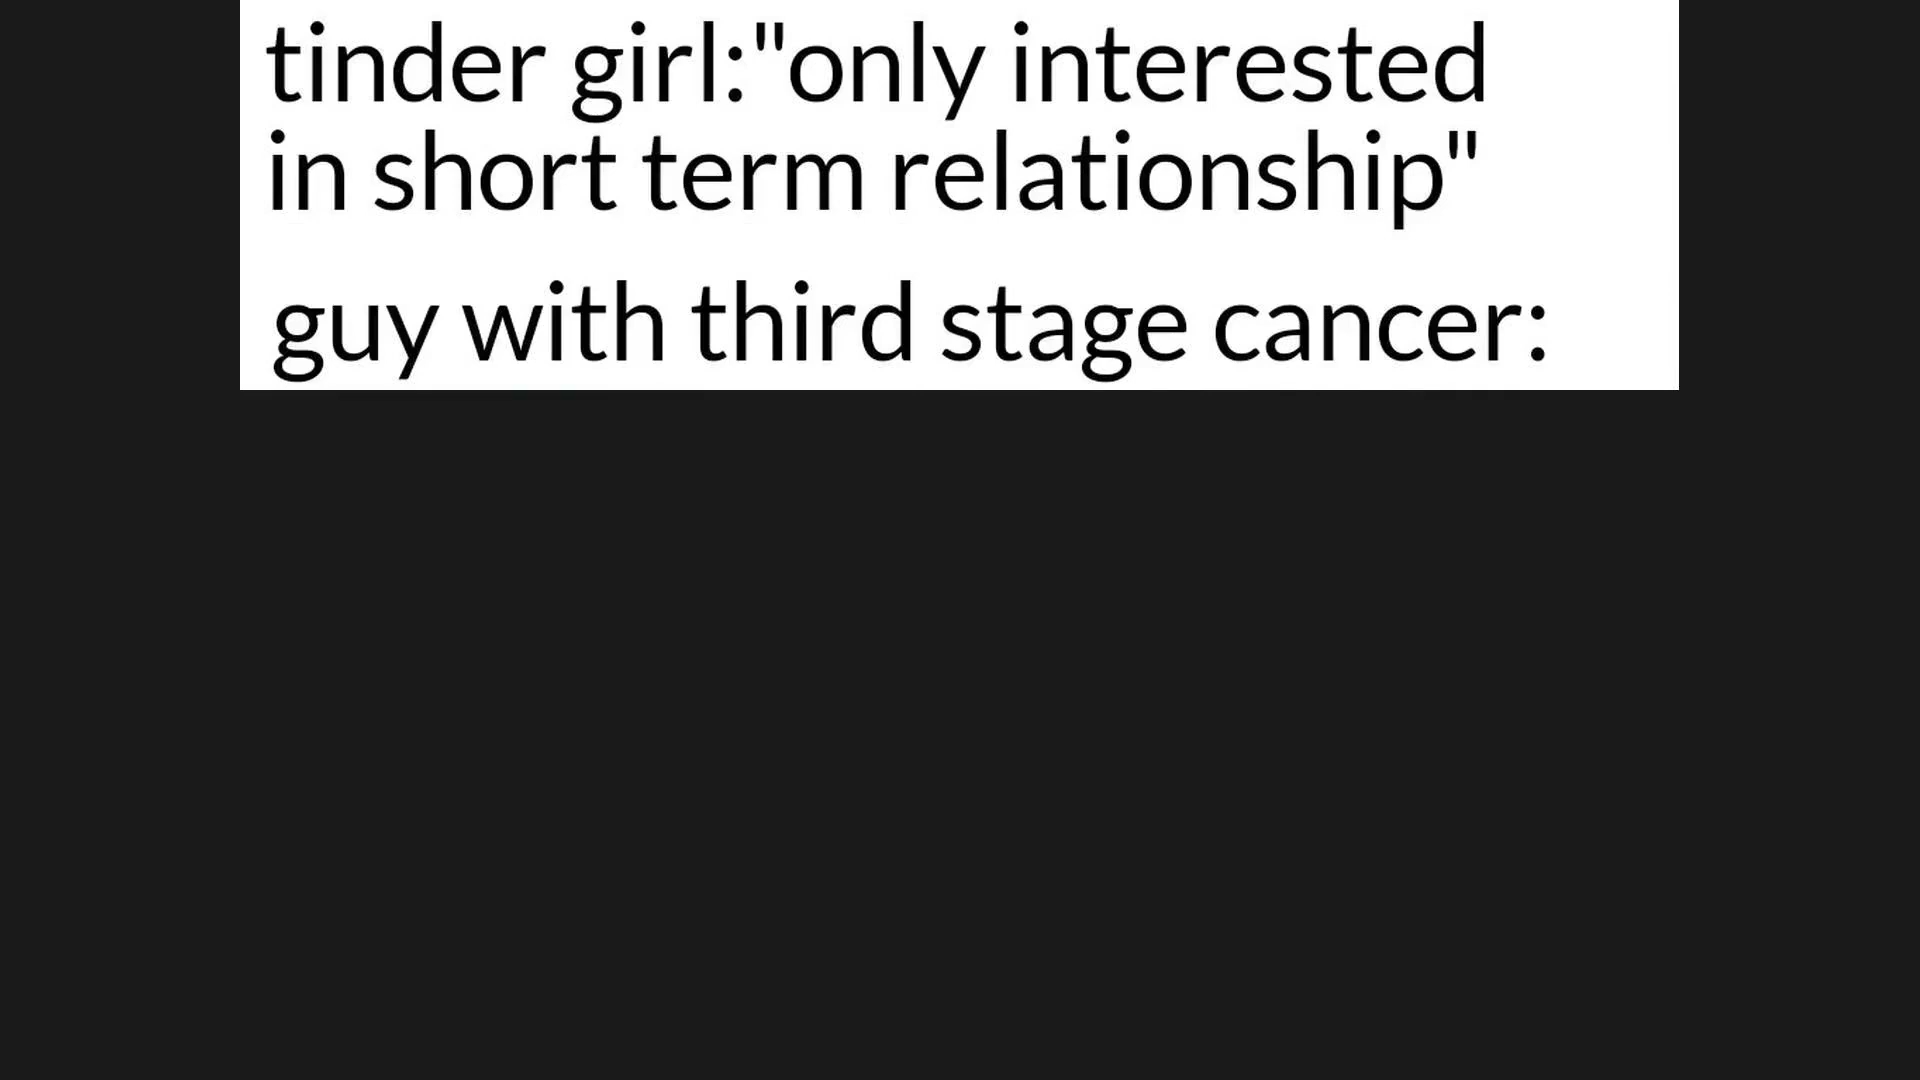 tinder girl:"only interested
in short term relationship"
guy with third stage cancer: